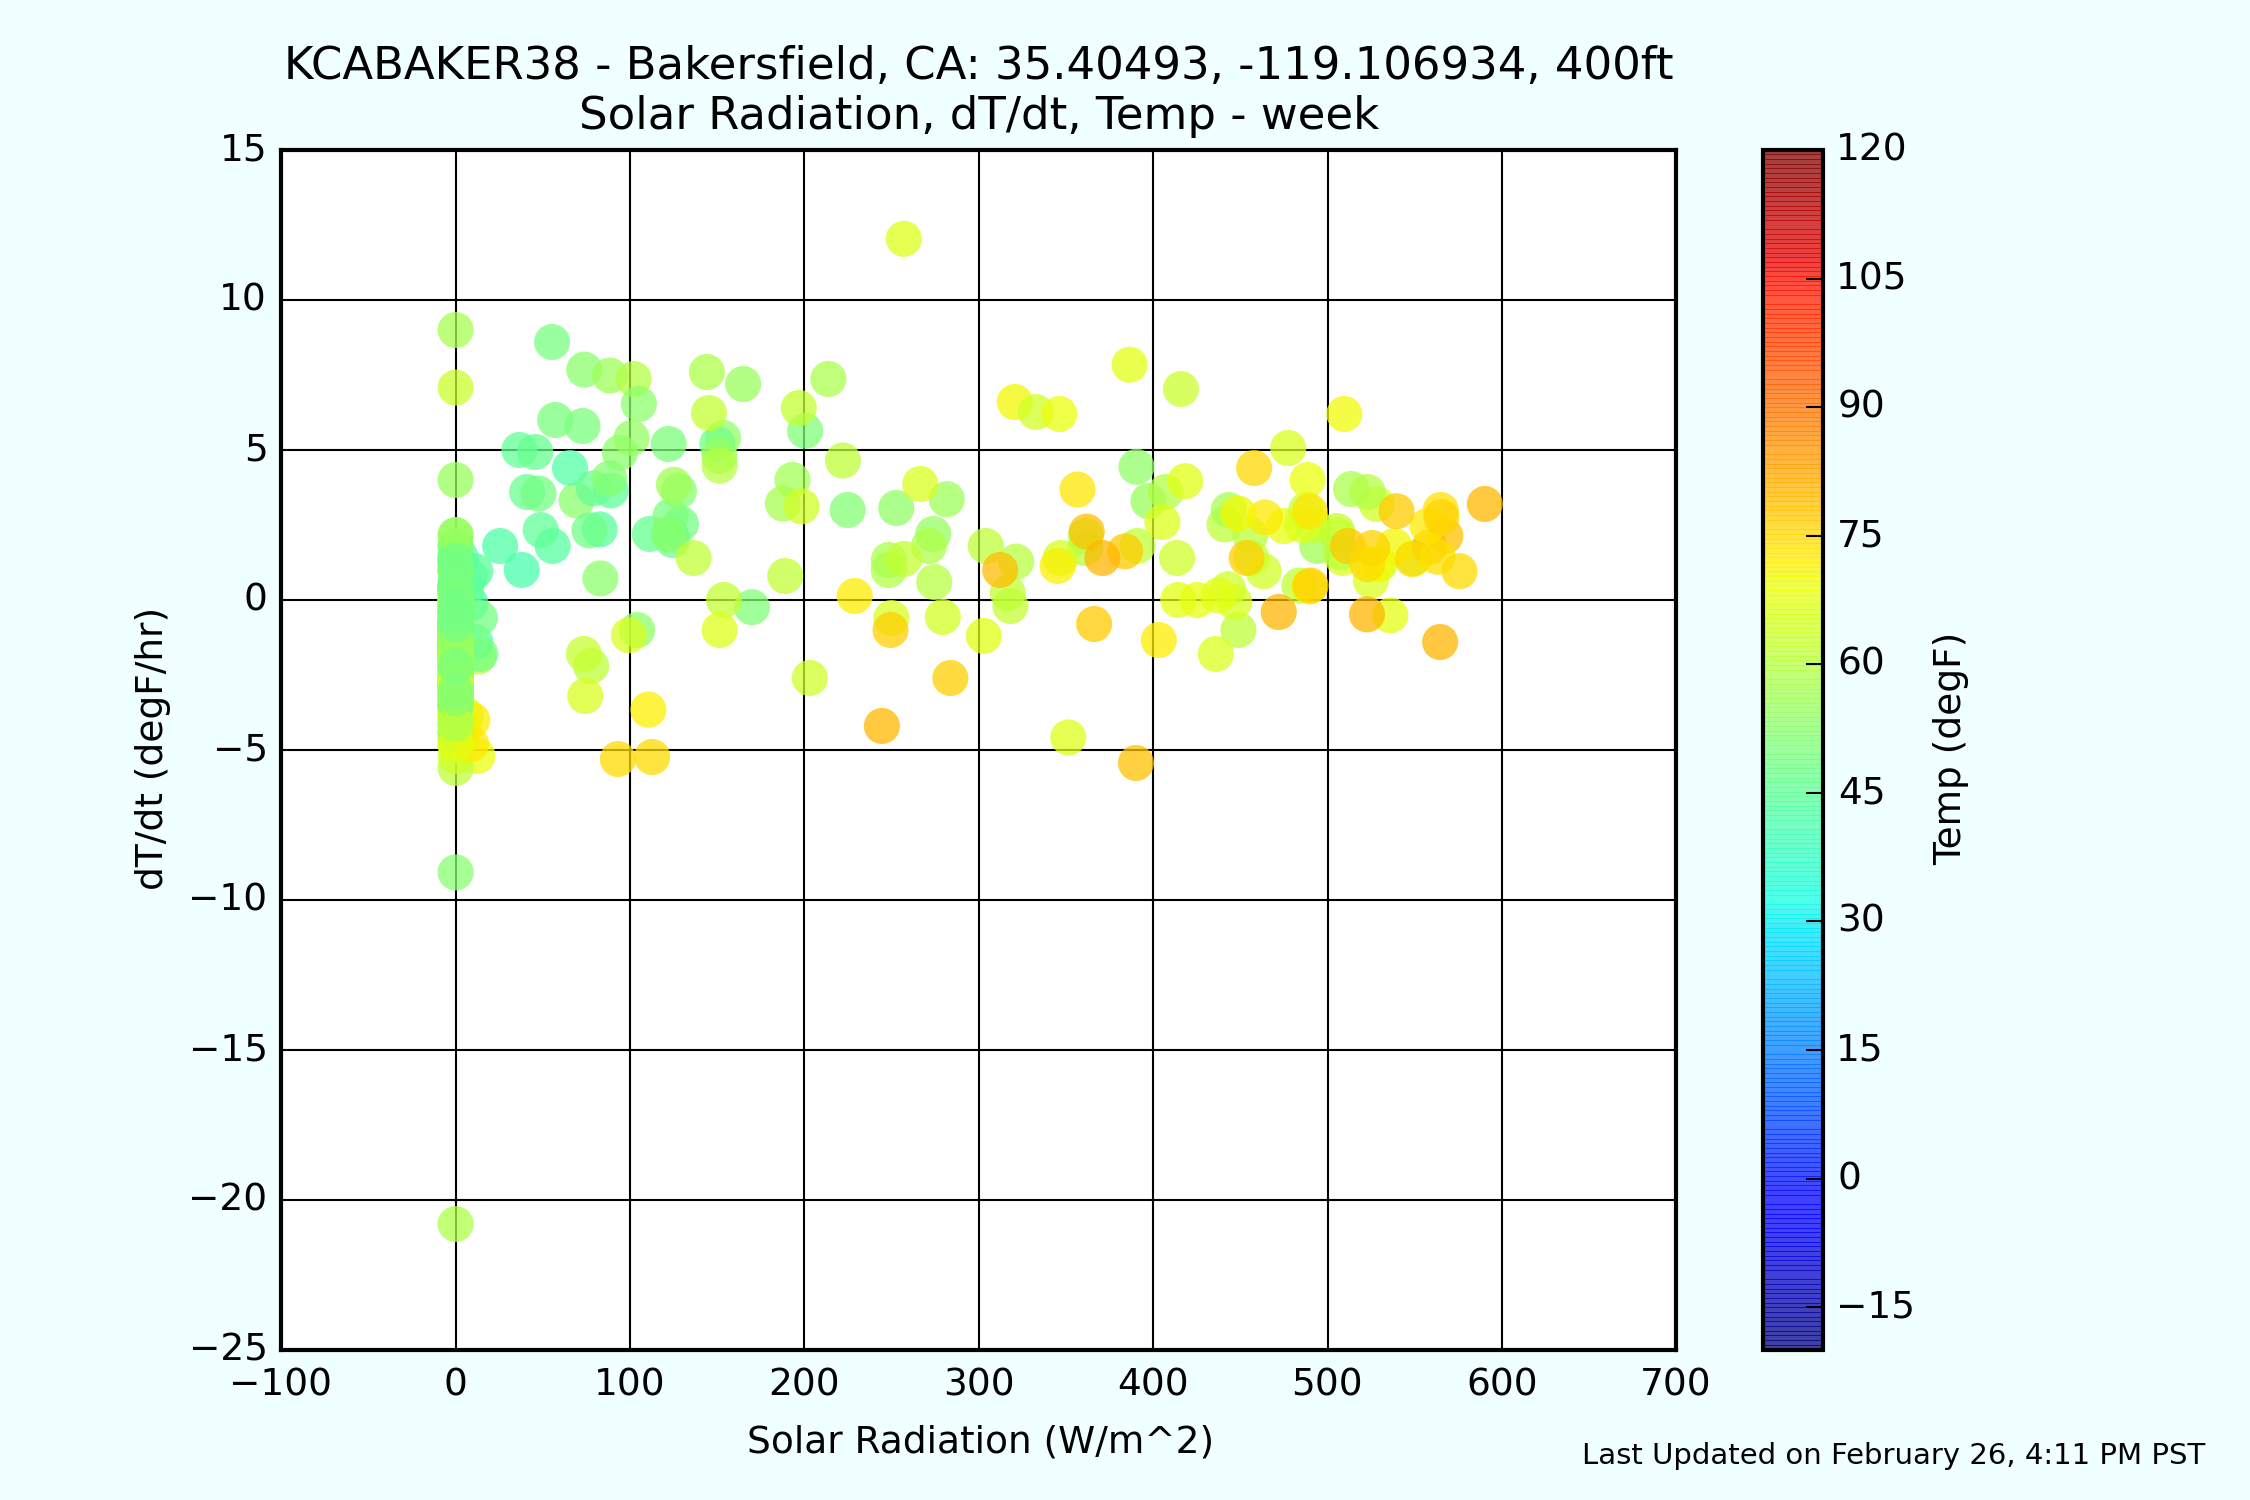 KCABAKER38 - Bakersfield, CA: 35.40493, -119.106934, 400ft
Solar Radiation, dT/dt, Temp - week
15
10
5
0
−5
−10
−15
−20
−25
dT/dt (degF/hr)
−100 0 100 200 300 400 500 600 700
Solar Radiation (W/m^2)
120
105
90
75
60
45
30
15
0
−15
Temp (degF)
Last Updated on February 26, 4:11 PM PST